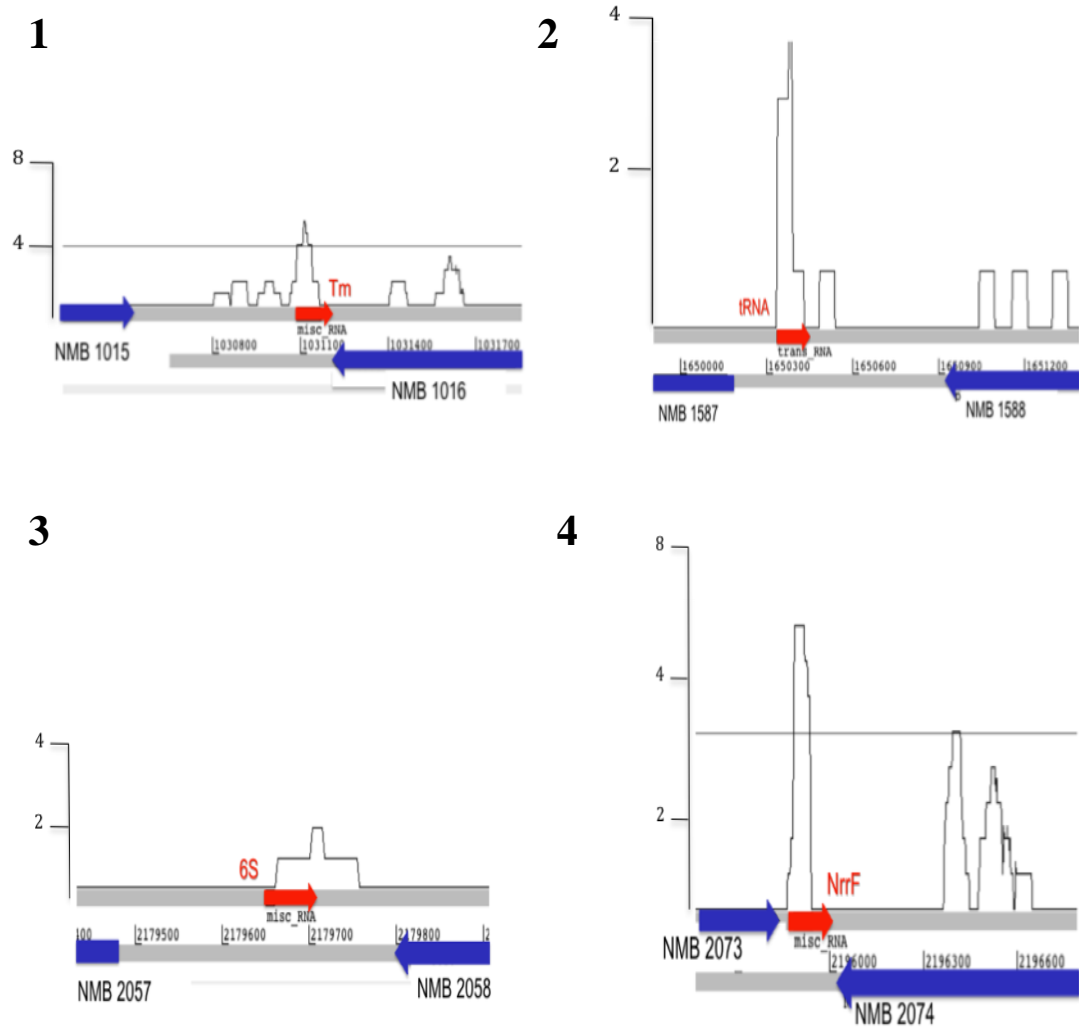 1
8
4
Tm
misc_RNA
1030800 1031100 1031400 1031700
NMB 1015
NMB 1016
2
4
2
tRNA
trans_RNA
1650000 1650300 1650600 1650900 1651200
NMB 1587
NMB 1588
3
4
2
6S
misc_RNA
2179500 2179600 2179700 2179800
NMB 2057
NMB 2058
4
8
4
2
NrrF
misc_RNA
NMB 2073
2196000 2196300 2196600
NMB 2074